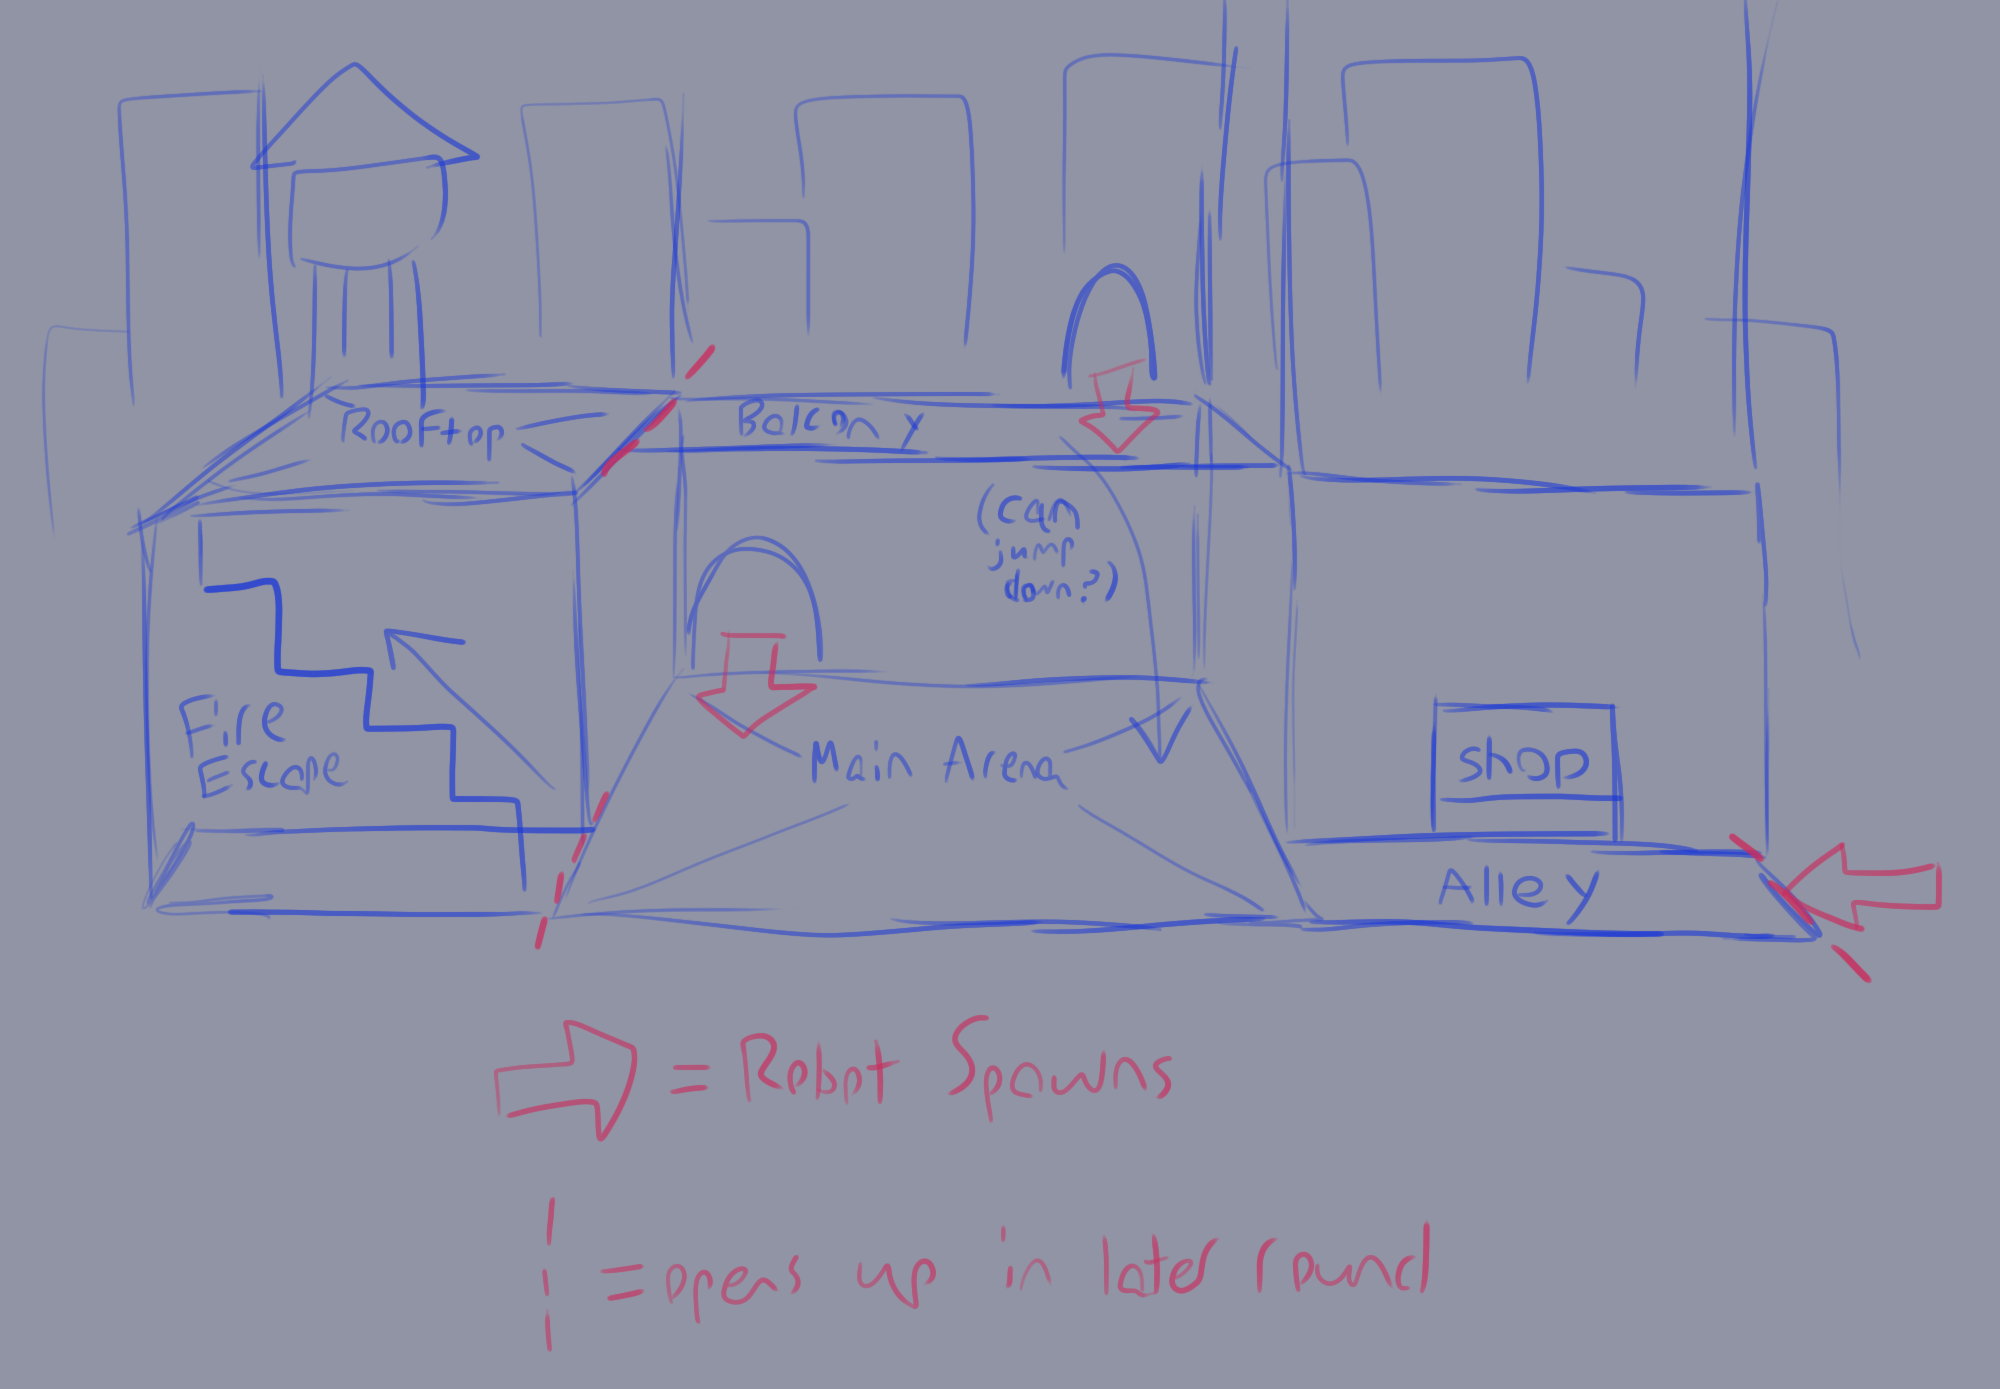 Rooftop
Balcony
(can
jump
down?)
Fire
Escape
Main Arena
Shop
Alley
= Robot Spawns
= opens up in later round